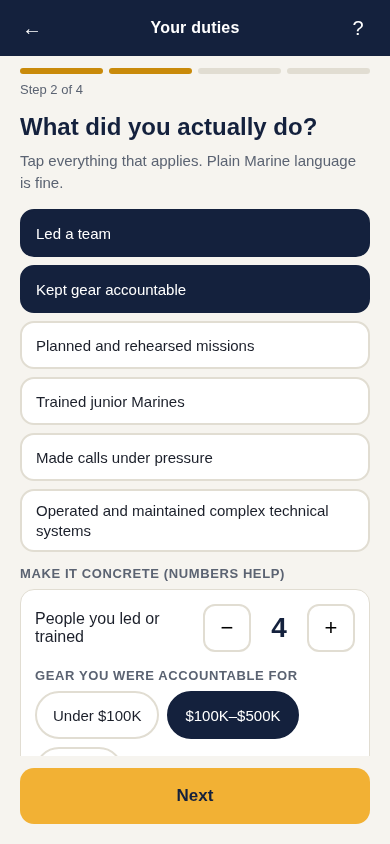 ← Your duties ?
Step 2 of 4
What did you actually do?
Tap everything that applies. Plain Marine language
is fine.
Led a team
Kept gear accountable
Planned and rehearsed missions
Trained junior Marines
Made calls under pressure
Operated and maintained complex technical
systems
MAKE IT CONCRETE (NUMBERS HELP)
People you led or
trained
− 4 +
GEAR YOU WERE ACCOUNTABLE FOR
Under $100K $100K–$500K
Next